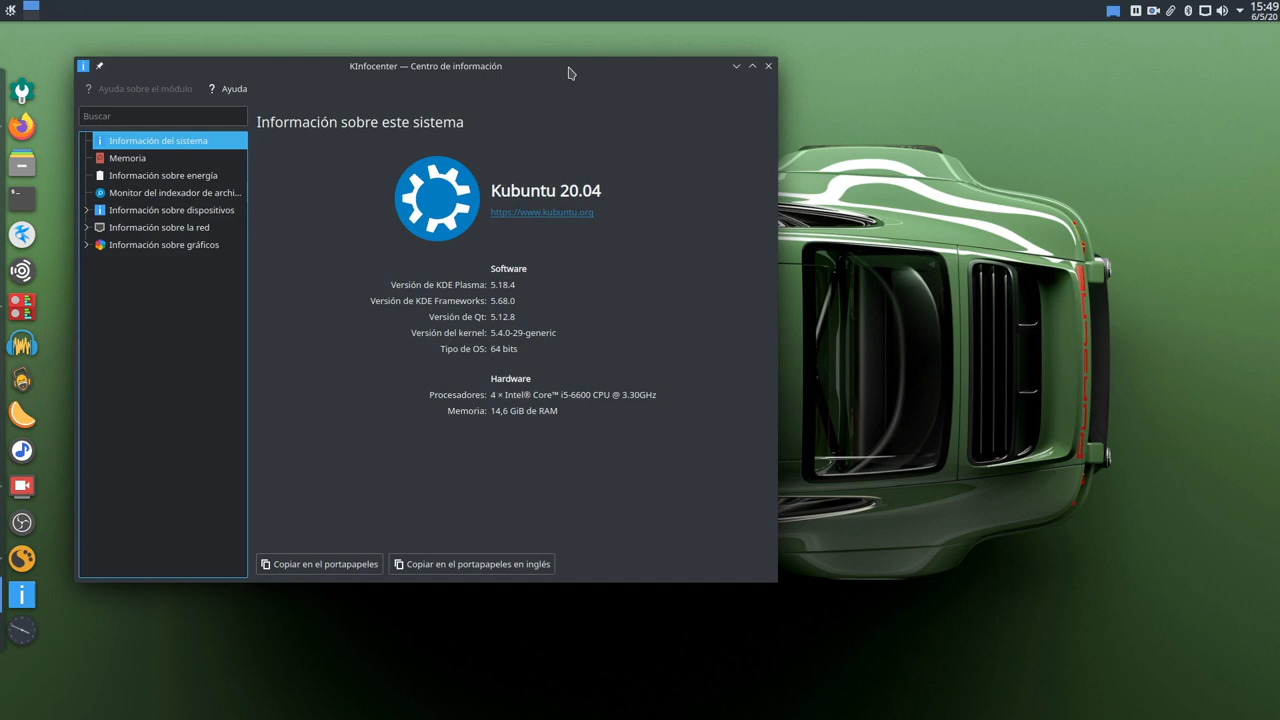 15:49
6/5/20
KInfocenter — Centro de información
Ayuda sobre el módulo
Ayuda
Buscar
Información del sistema
Memoria
Información sobre energía
Monitor del indexador de archi...
Información sobre dispositivos
Información sobre la red
Información sobre gráficos
Información sobre este sistema
Kubuntu 20.04
https://www.kubuntu.org
Software
Versión de KDE Plasma: 5.18.4
Versión de KDE Frameworks: 5.68.0
Versión de Qt: 5.12.8
Versión del kernel: 5.4.0-29-generic
Tipo de OS: 64 bits
Hardware
Procesadores: 4 × Intel® Core™ i5-6600 CPU @ 3.30GHz
Memoria: 14,6 GiB de RAM
Copiar en el portapapeles
Copiar en el portapapeles en inglés